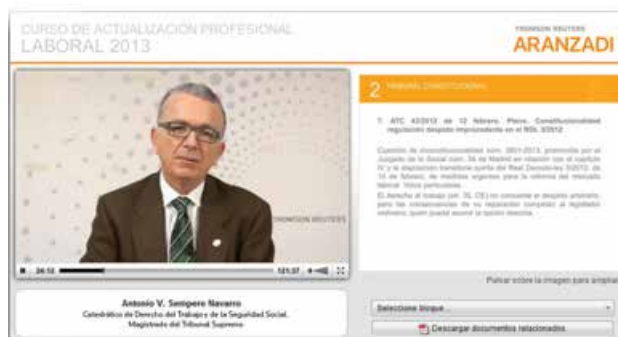 CURSO DE ACTUALIZACIÓN PROFESIONAL
LABORAL 2013
THOMSON REUTERS
ARANZADI
2 TRIBUNAL CONSTITUCIONAL
7. ATC 43/2012 de 12 febrero. Pleno. Constitucionalidad
regulación despido improcedente en el RDL 3/2012
Cuestión de inconstitucionalidad núm. 3801-2013, promovida por el
Juzgado de lo Social núm. 34 de Madrid en relación con el capítulo
IV y la disposición transitoria quinta del Real Decreto-ley 3/2012, de
10 de febrero, de medidas urgentes para la reforma del mercado
laboral. Votos particulares.
El derecho al trabajo (art. 35, CE) no consiente el despido arbitrario,
pero las consecuencias de su reparación competen al legislador
ordinario, quien puede asumir la opción descrita.
THOMSON REUTERS
24:12
121:37
Pulsar sobre la imagen para ampliar
Antonio V. Sempere Navarro
Catedrático de Derecho del Trabajo y de la Seguridad Social.
Magistrado del Tribunal Supremo
Seleccione bloque...
Descargar documentos relacionados